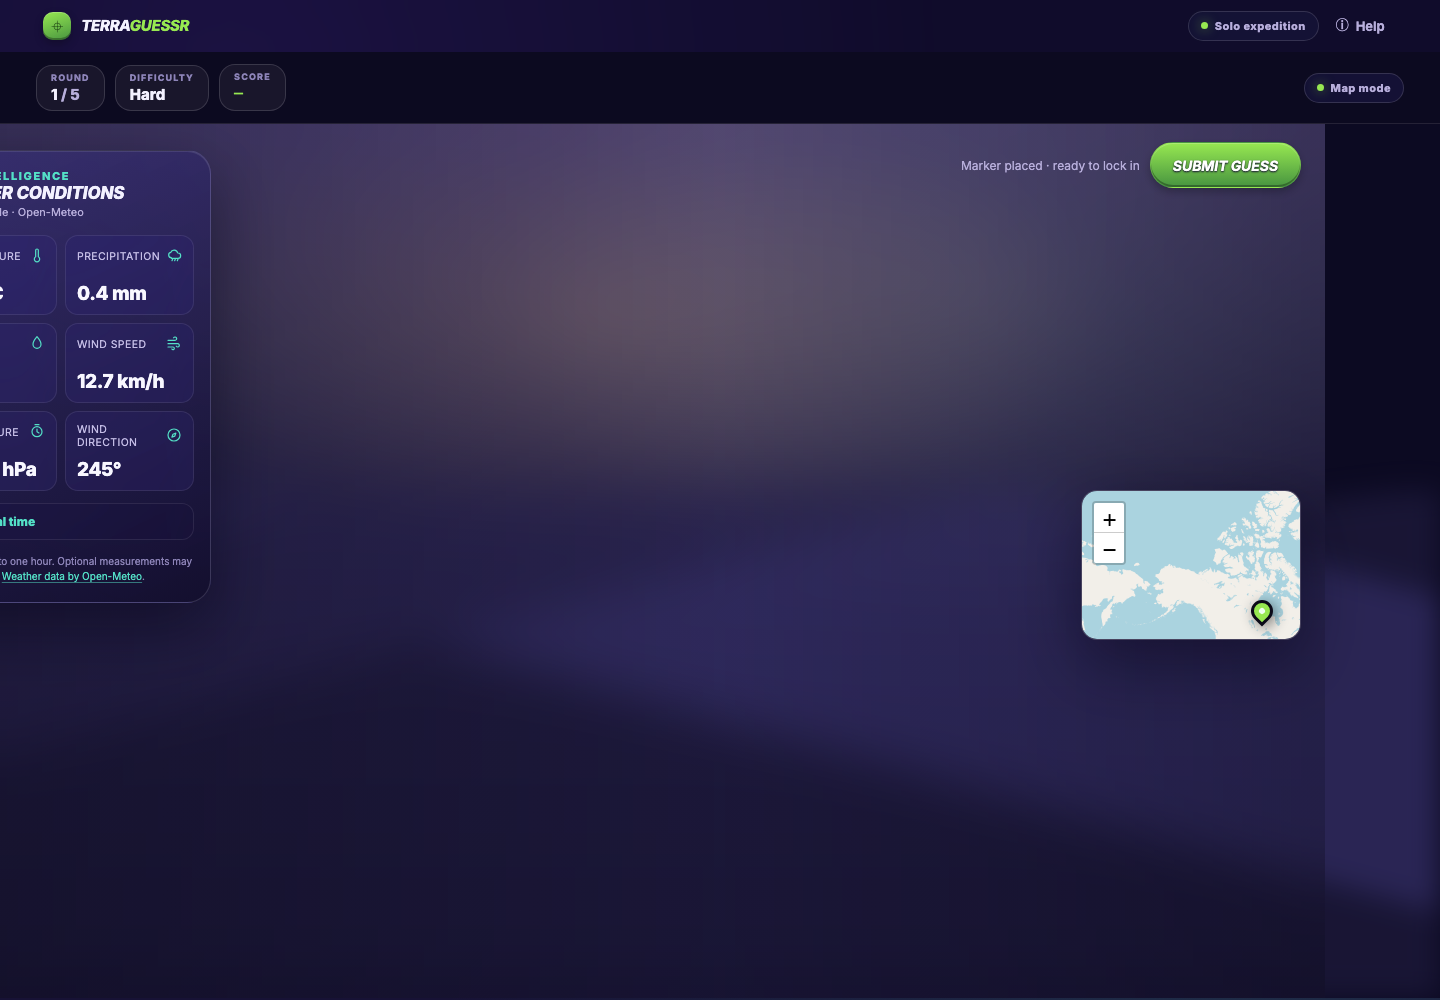 TERRAGUESSR
Solo expedition
Help
ROUND
1 / 5
DIFFICULTY
Hard
SCORE
–
Map mode
Marker placed · ready to lock in
SUBMIT GUESS
ELLIGENCE
ER CONDITIONS
le · Open-Meteo
URE
C
PRECIPITATION
0.4 mm
WIND SPEED
12.7 km/h
URE
hPa
WIND
DIRECTION
245°
al time
to one hour. Optional measurements may
Weather data by Open-Meteo.
+
−